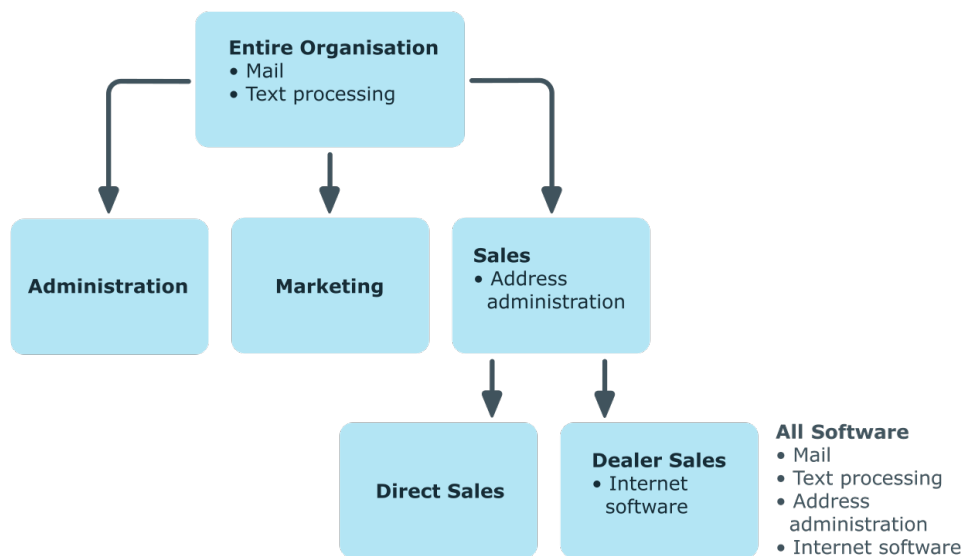 Entire Organisation
• Mail
• Text processing
Administration
Marketing
Sales
• Address
administration
Direct Sales
Dealer Sales
• Internet
software
All Software
• Mail
• Text processing
• Address
administration
• Internet software